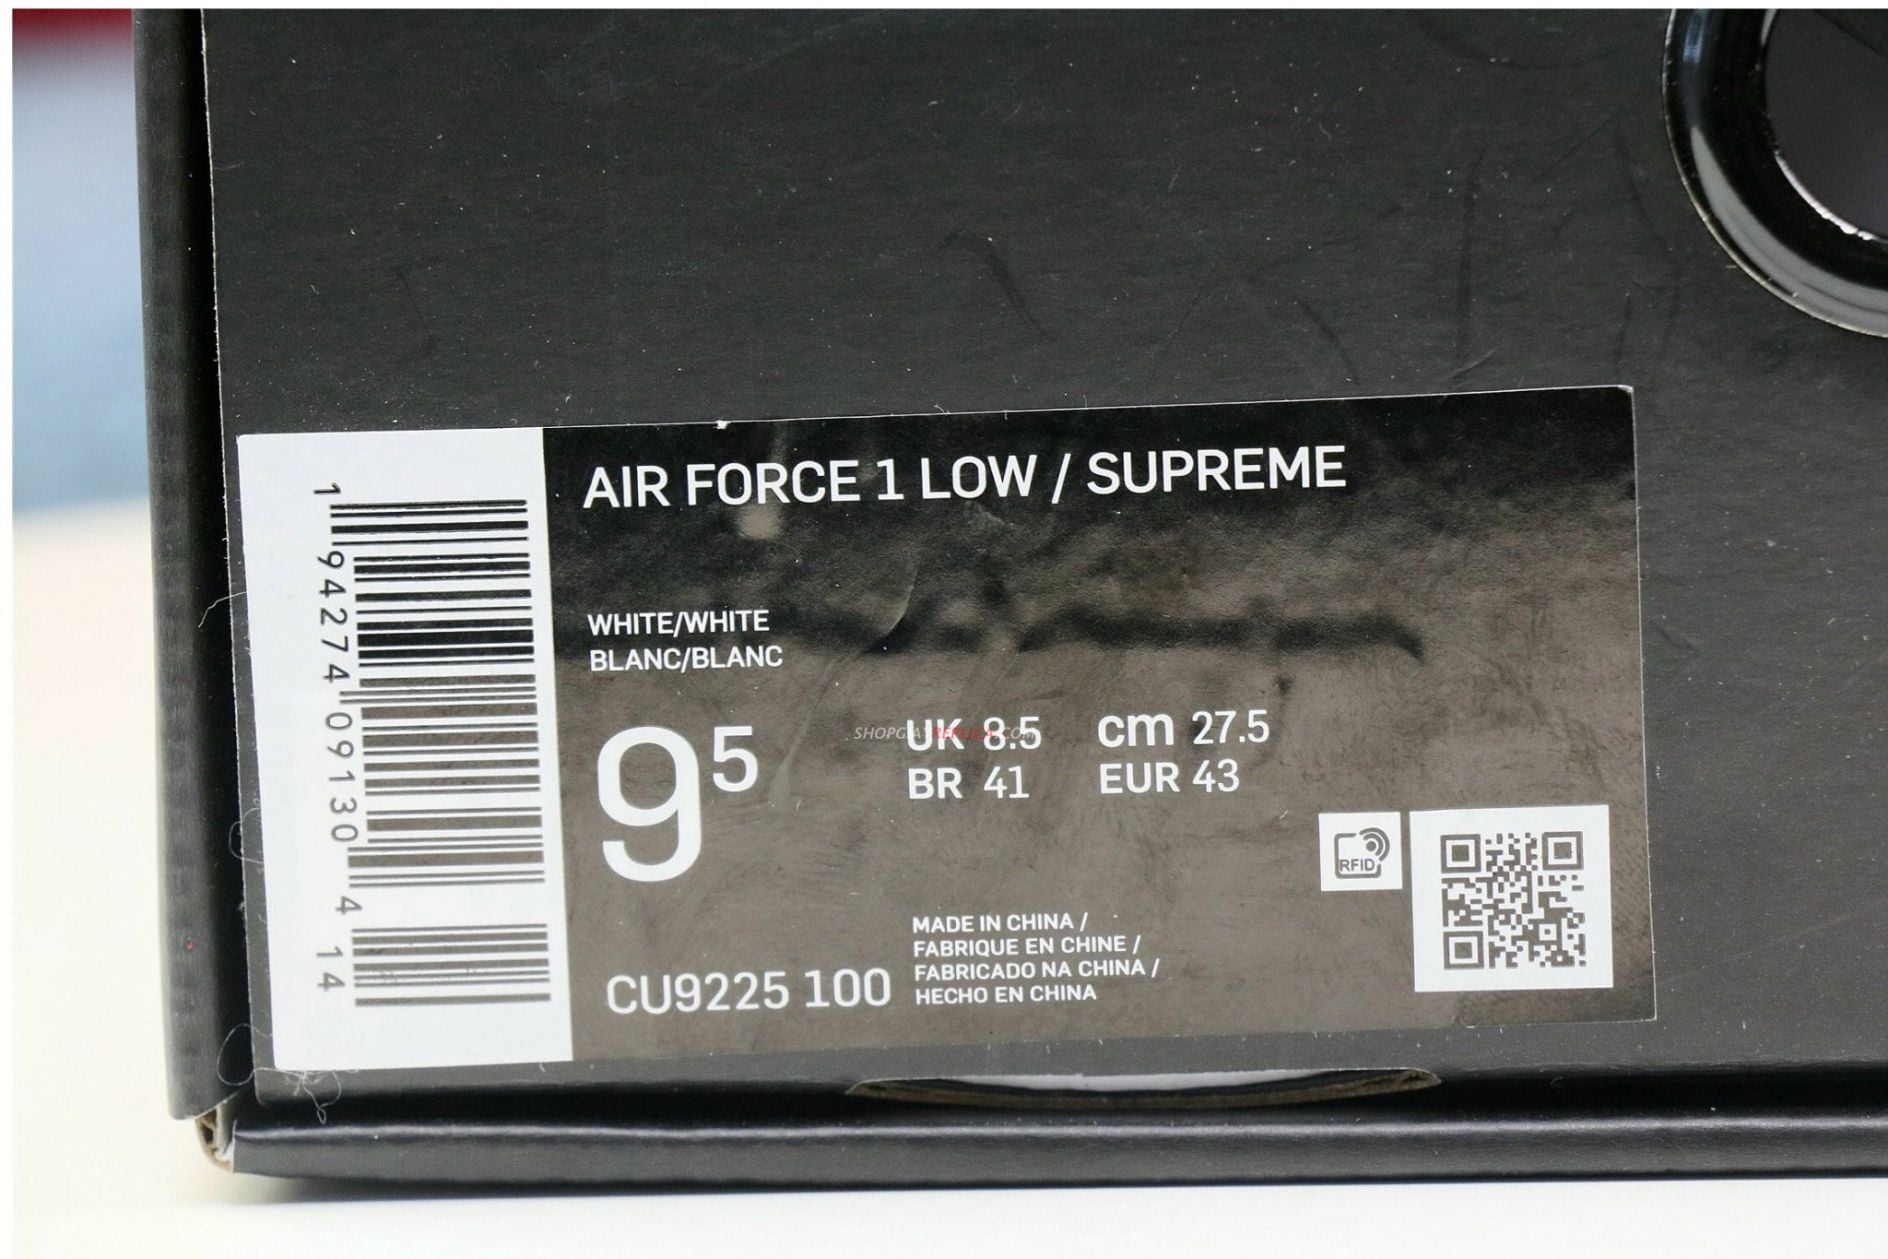 AIR FORCE 1 LOW / SUPREME
WHITE/WHITE
BLANC/BLANC
9 5
UK 8.5 cm 27.5
BR 41 EUR 43
SHOPGIAYREPLICA.COM
RFID
MADE IN CHINA /
FABRIQUE EN CHINE /
FABRICADO NA CHINA /
HECHO EN CHINA
CU9225 100
1 94274 09130 4 14